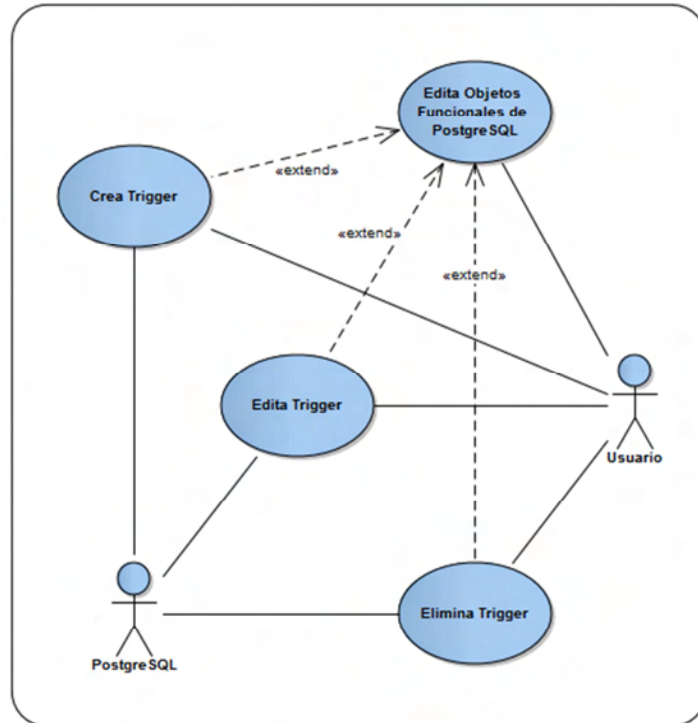 Edita Objetos
Funcionales de
PostgreSQL
«extend»
Crea Trigger
«extend»
«extend»
Edita Trigger
Usuario
Elimina Trigger
PostgreSQL